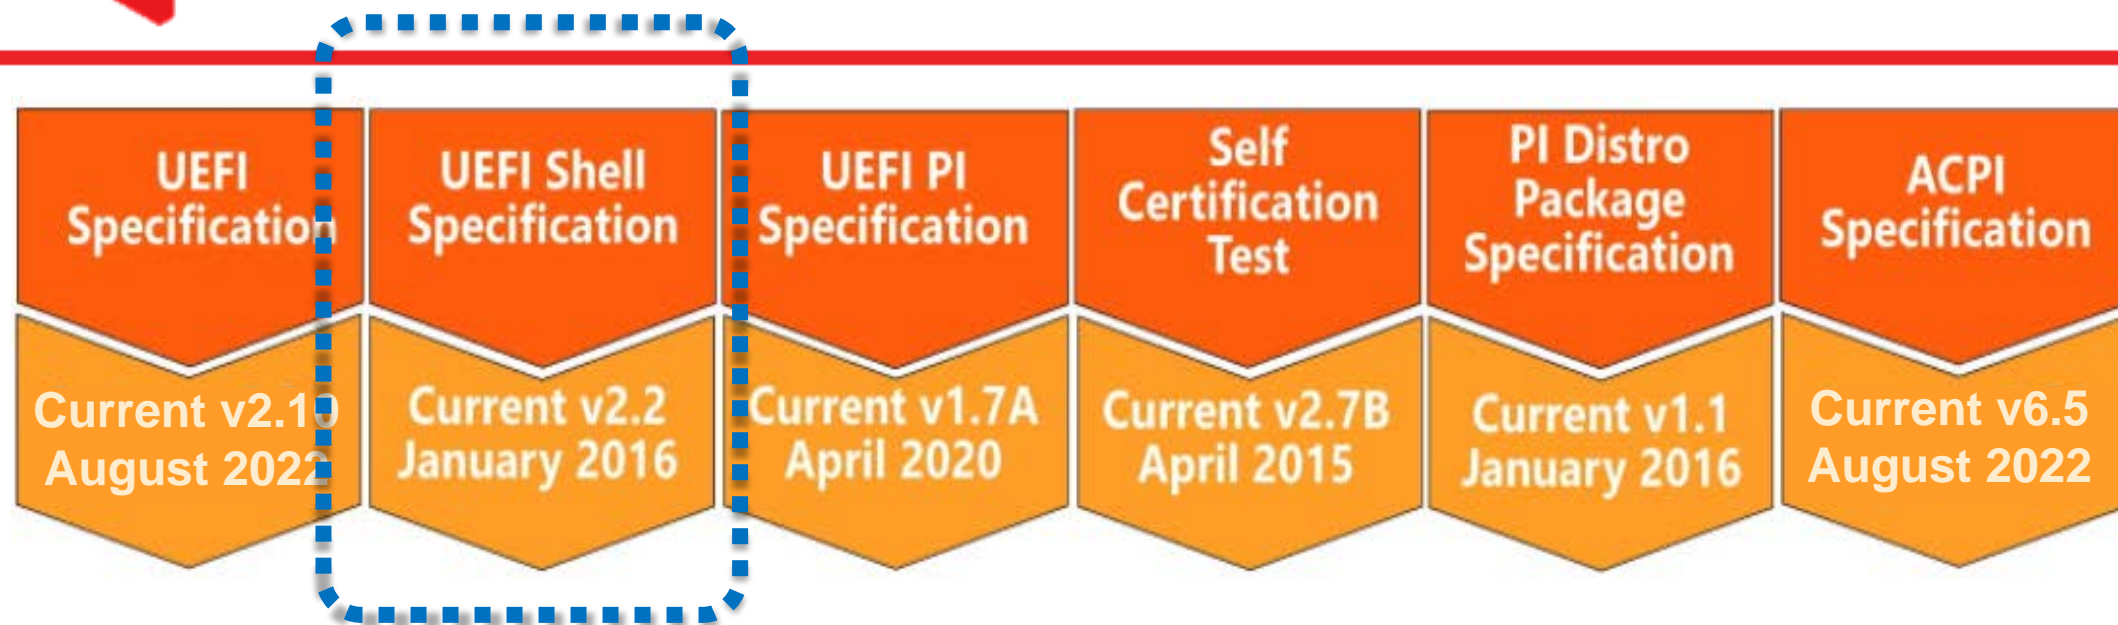 UEFI
Specification
Current v2.10
August 2022
UEFI Shell
Specification
Current v2.2
January 2016
UEFI PI
Specification
Current v1.7A
April 2020
Self
Certification
Test
Current v2.7B
April 2015
PI Distro
Package
Specification
Current v1.1
January 2016
ACPI
Specification
Current v6.5
August 2022